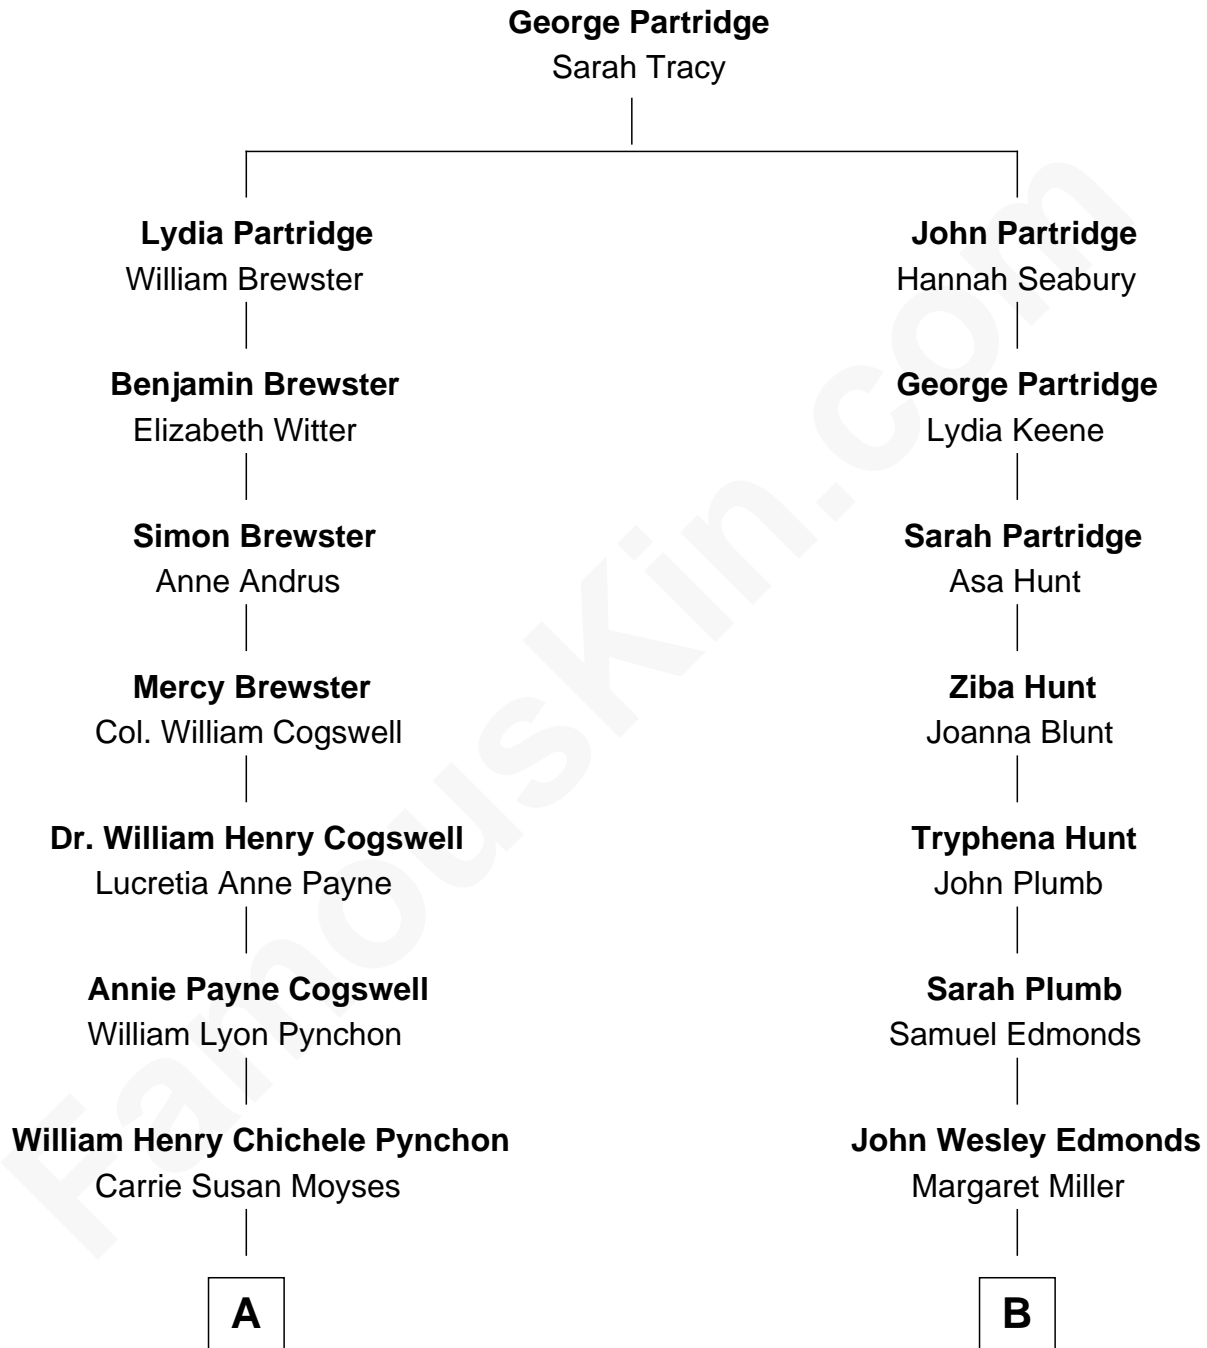 George Partridge
Sarah Tracy
Lydia Partridge
William Brewster
John Partridge
Hannah Seabury
Benjamin Brewster
Elizabeth Witter
George Partridge
Lydia Keene
Simon Brewster
Anne Andrus
Sarah Partridge
Asa Hunt
Mercy Brewster
Col. William Cogswell
Ziba Hunt
Joanna Blunt
Dr. William Henry Cogswell
Lucretia Anne Payne
Tryphena Hunt
John Plumb
Annie Payne Cogswell
William Lyon Pynchon
Sarah Plumb
Samuel Edmonds
William Henry Chichele Pynchon
Carrie Susan Moyses
John Wesley Edmonds
Margaret Miller
A
B
FamousKin.com